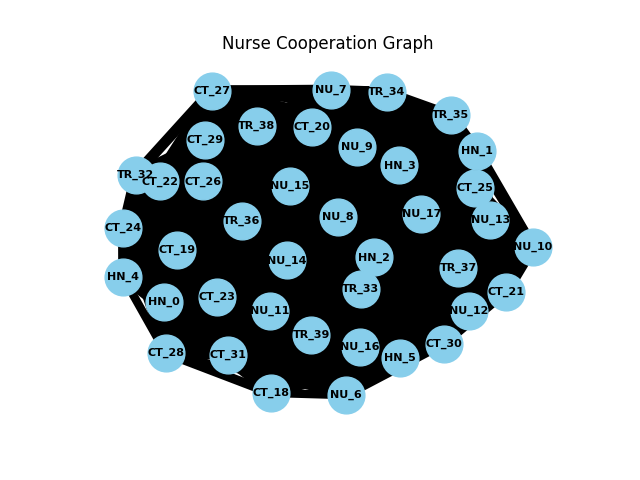 Nurse Cooperation Graph
CT_27
NU_7
TR_34
TR_35
TR_38
CT_20
CT_29
NU_9
HN_1
HN_3
TR_32
CT_22
CT_26
NU_15
CT_25
NU_8
NU_17
NU_13
TR_36
CT_24
CT_19
NU_10
HN_2
NU_14
TR_37
HN_4
TR_33
CT_21
HN_0
CT_23
NU_11
NU_12
TR_39
CT_30
NU_16
CT_28
CT_31
HN_5
CT_18
NU_6